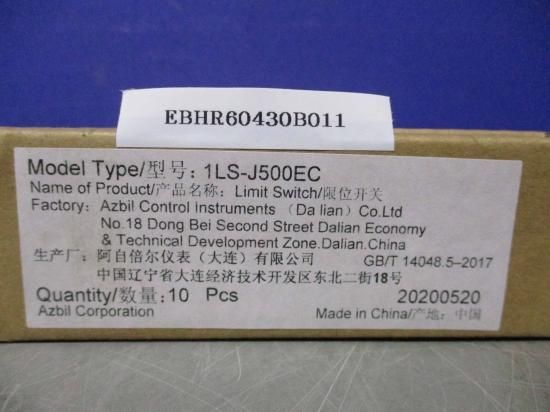 EBHR60430B011
Model Type/型号: 1LS-J500EC
Name of Product/产品名称: Limit Switch/限位开关
Factory: Azbil Control Instruments (Da lian) Co.Ltd
No.18 Dong Bei Second Street Dalian Economy
& Technical Development Zone.Dalian.China
生产厂: 阿自倍尔仪表(大连)有限公司 GB/T 14048.5-2017
中国辽宁省大连经济技术开发区东北二街18号
Quantity/数量: 10 Pcs 20200520
Azbil Corporation Made in China/产地: 中国